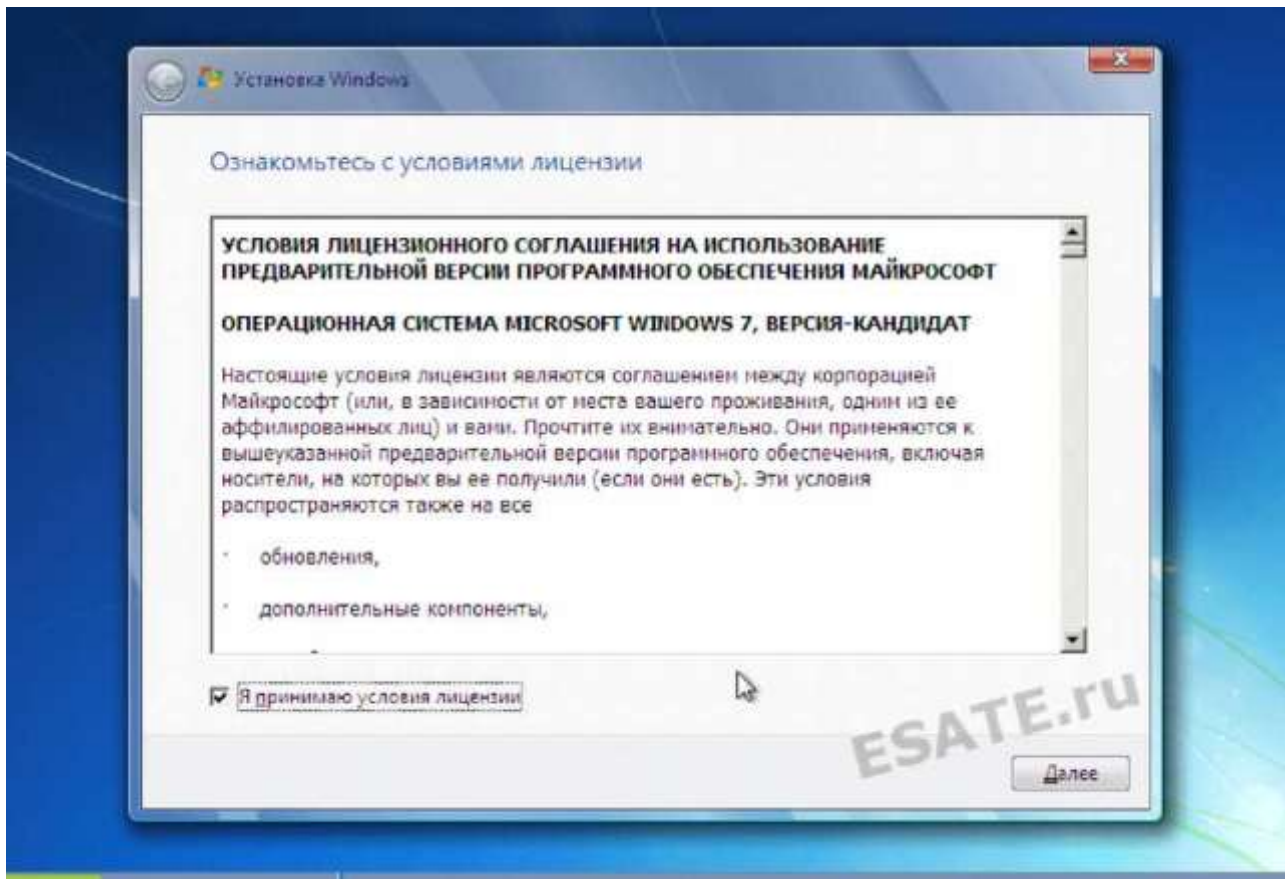 Установка Windows
Ознакомьтесь с условиями лицензии
УСЛОВИЯ ЛИЦЕНЗИОННОГО СОГЛАШЕНИЯ НА ИСПОЛЬЗОВАНИЕ
ПРЕДВАРИТЕЛЬНОЙ ВЕРСИИ ПРОГРАММНОГО ОБЕСПЕЧЕНИЯ МАЙКРОСОФТ
ОПЕРАЦИОННАЯ СИСТЕМА MICROSOFT WINDOWS 7, ВЕРСИЯ-КАНДИДАТ
Настоящие условия лицензии являются соглашением между корпорацией
Майкрософт (или, в зависимости от места вашего проживания, одним из ее
аффилированных лиц) и вами. Прочтите их внимательно. Они применяются к
вышеуказанной предварительной версии программного обеспечения, включая
носители, на которых вы ее получили (если они есть). Эти условия
распространяются также на все
· обновления,
· дополнительные компоненты,
Я принимаю условия лицензии
ESATE.ru
Далее